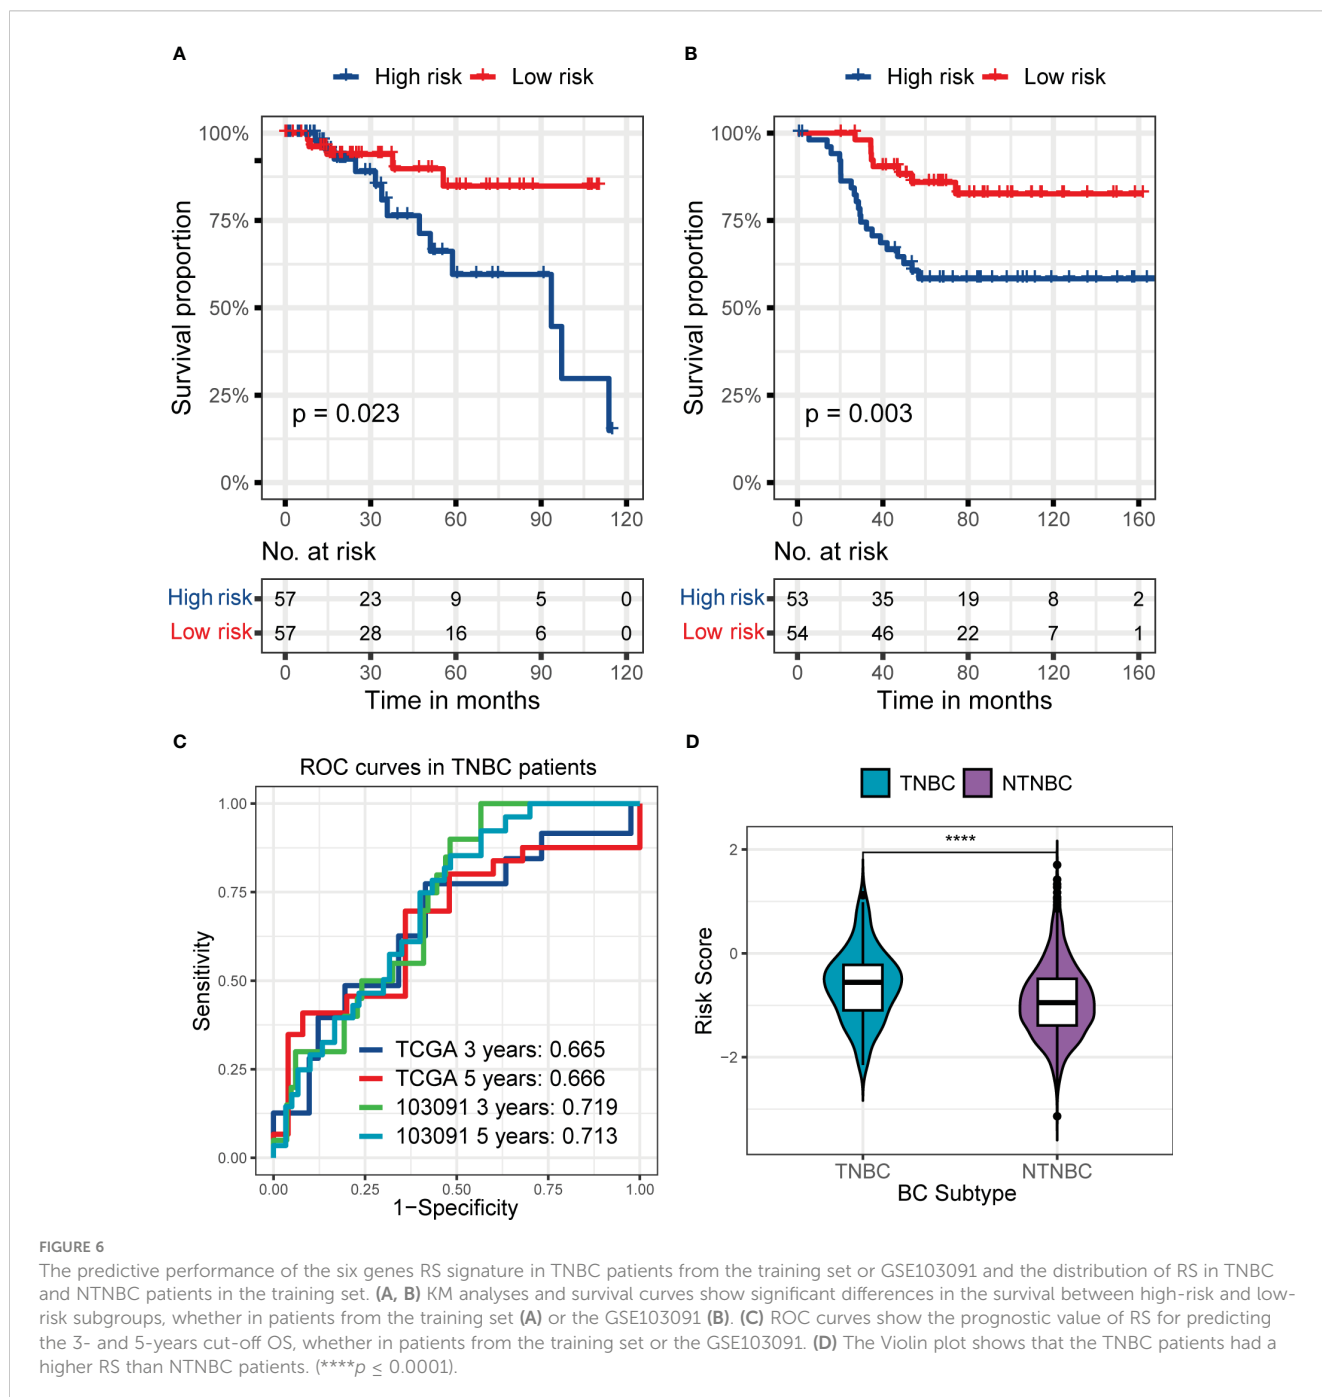 A
High risk Low risk
100%
75%
50%
25%
0%
Survival proportion
p = 0.023
0 30 60 90 120
No. at risk
High risk 57 23 9 5 0
Low risk 57 28 16 6 0
0 30 60 90 120
Time in months
B
High risk Low risk
100%
75%
50%
25%
0%
Survival proportion
p = 0.003
0 40 80 120 160
No. at risk
High risk 53 35 19 8 2
Low risk 54 46 22 7 1
0 40 80 120 160
Time in months
C
ROC curves in TNBC patients
1.00
0.75
0.50
0.25
0.00
Sensitivity
TCGA 3 years: 0.665
TCGA 5 years: 0.666
103091 3 years: 0.719
103091 5 years: 0.713
0.00 0.25 0.50 0.75 1.00
1−Specificity
D
TNBC NTNBC
****
2
0
−2
Risk Score
TNBC NTNBC
BC Subtype
FIGURE 6
The predictive performance of the six genes RS signature in TNBC patients from the training set or GSE103091 and the distribution of RS in TNBC
and NTNBC patients in the training set. (A, B) KM analyses and survival curves show significant differences in the survival between high-risk and low-
risk subgroups, whether in patients from the training set (A) or the GSE103091 (B). (C) ROC curves show the prognostic value of RS for predicting
the 3- and 5-years cut-off OS, whether in patients from the training set or the GSE103091. (D) The Violin plot shows that the TNBC patients had a
higher RS than NTNBC patients. (****p ≤ 0.0001).